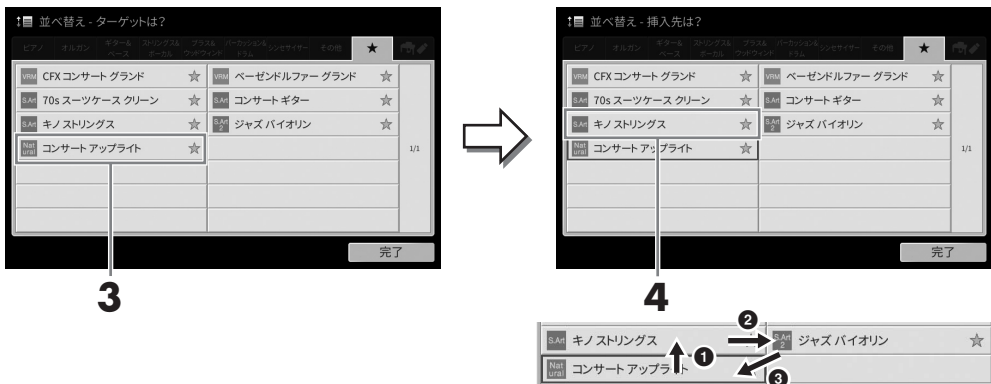 並べ替え - ターゲットは?
ピアノ オルガン ギター& ベース ストリングス& ボーカル ブラス& ウッドウィンド パーカッション& ドラム シンセサイザー その他 ★
VRM CFX コンサート グランド ☆ VRM ベーゼンドルファー グランド ☆
S.Art 70s スーツケース クリーン ☆ S.Art コンサート ギター ☆
S.Art キノ ストリングス ☆ S.Art 2 ジャズ バイオリン ☆
Natural コンサート アップライト ☆
1/1
完了
3
並べ替え - 挿入先は?
ピアノ オルガン ギター& ベース ストリングス& ボーカル ブラス& ウッドウィンド パーカッション& ドラム シンセサイザー その他 ★
VRM CFX コンサート グランド ☆ VRM ベーゼンドルファー グランド ☆
S.Art 70s スーツケース クリーン ☆ S.Art コンサート ギター ☆
S.Art キノ ストリングス ☆ S.Art 2 ジャズ バイオリン ☆
Natural コンサート アップライト ☆
1/1
完了
4
S.Art キノ ストリングス ❷ S.Art 2 ジャズ バイオリン ☆
Natural コンサート アップライト ❶ ❸